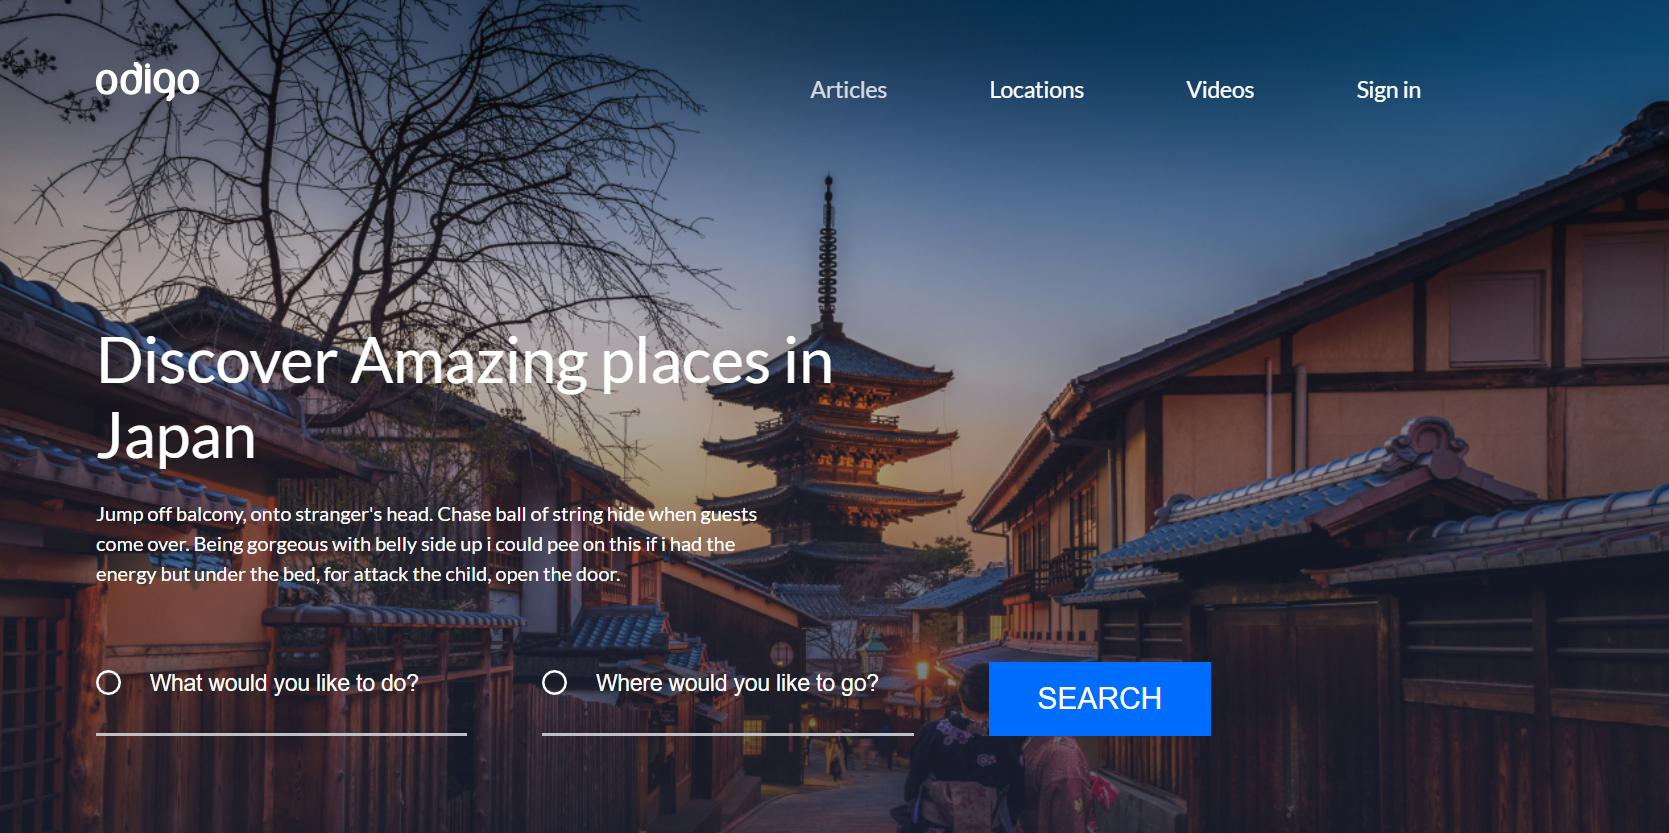 odigo
Articles Locations Videos Sign in
Discover Amazing places in
Japan
Jump off balcony, onto stranger's head. Chase ball of string hide when guests
come over. Being gorgeous with belly side up i could pee on this if i had the
energy but under the bed, for attack the child, open the door.
What would you like to do? Where would you like to go? SEARCH